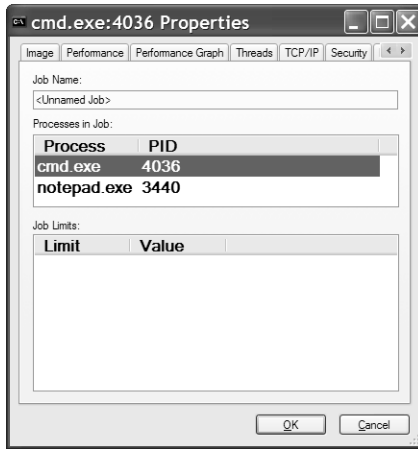 cmd.exe:4036 Properties
Image Performance Performance Graph Threads TCP/IP Security
Job Name:
<Unnamed Job>
Processes in Job:
Process PID
cmd.exe 4036
notepad.exe 3440
Job Limits:
Limit Value
OK Cancel